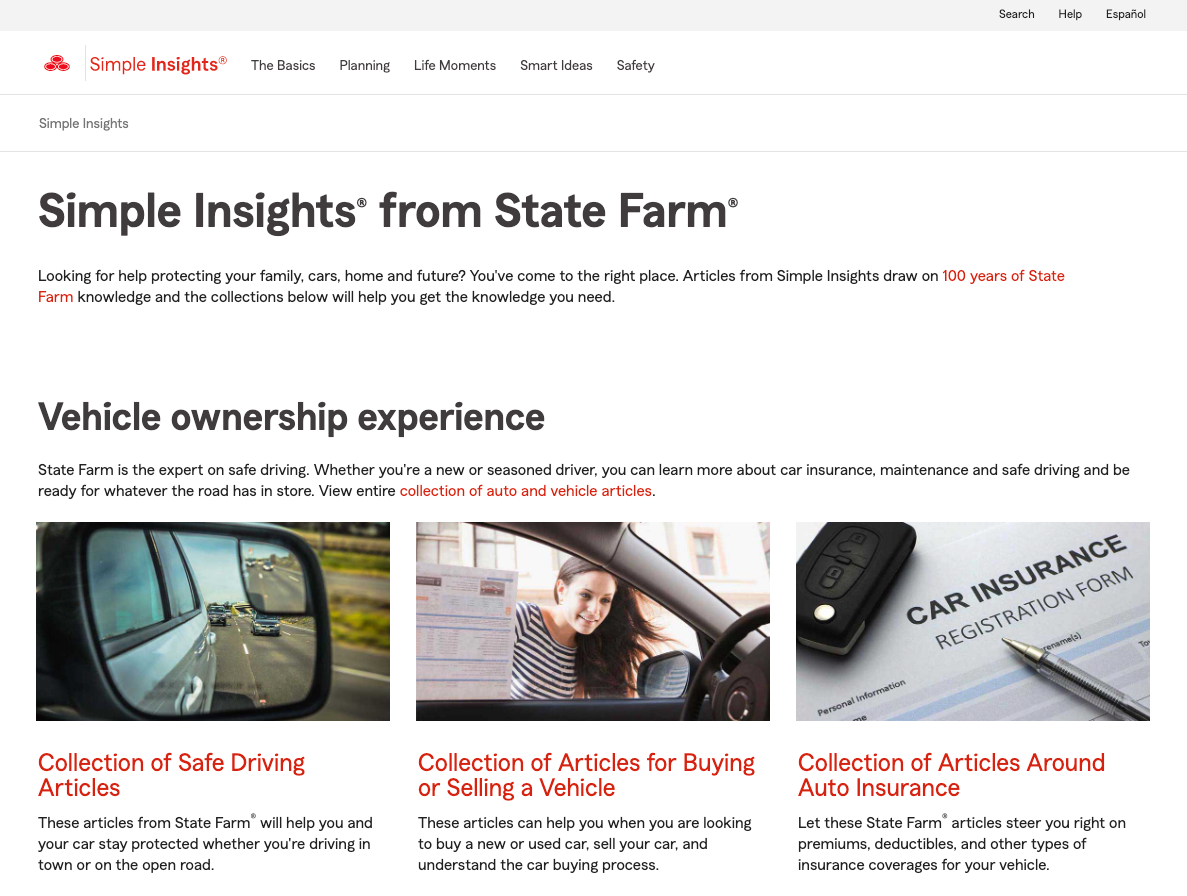 Search Help Español
Simple Insights® The Basics Planning Life Moments Smart Ideas Safety
Simple Insights
Simple Insights® from State Farm®
Looking for help protecting your family, cars, home and future? You've come to the right place. Articles from Simple Insights draw on 100 years of State
Farm knowledge and the collections below will help you get the knowledge you need.
Vehicle ownership experience
State Farm is the expert on safe driving. Whether you're a new or seasoned driver, you can learn more about car insurance, maintenance and safe driving and be
ready for whatever the road has in store. View entire collection of auto and vehicle articles.
CAR INSURANCE
REGISTRATION FORM
Personal Information
Collection of Safe Driving
Articles
These articles from State Farm® will help you and
your car stay protected whether you're driving in
town or on the open road.
Collection of Articles for Buying
or Selling a Vehicle
These articles can help you when you are looking
to buy a new or used car, sell your car, and
understand the car buying process.
Collection of Articles Around
Auto Insurance
Let these State Farm® articles steer you right on
premiums, deductibles, and other types of
insurance coverages for your vehicle.